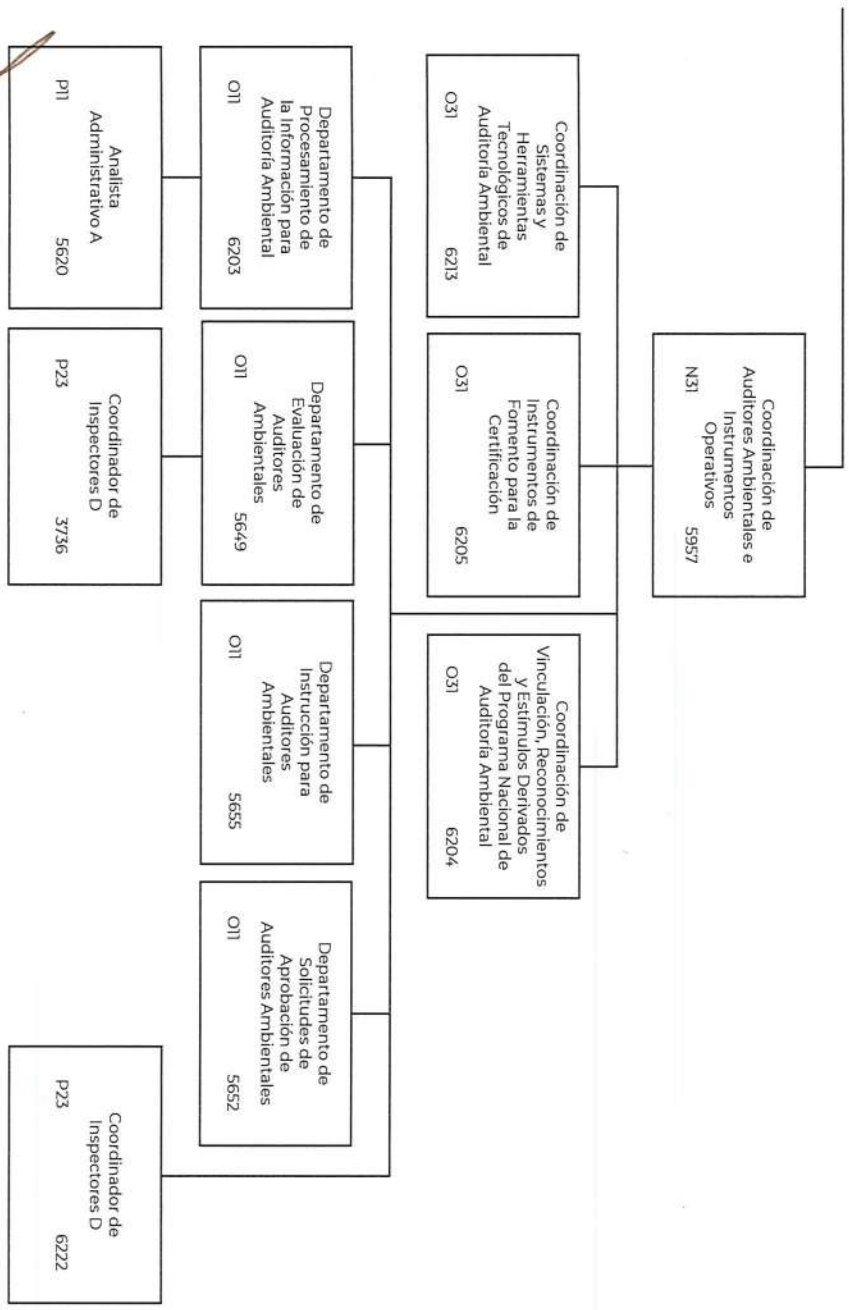 Coordinación de
Auditores Ambientales e
Instrumentos
Operativos
N31 5957
Coordinación de
Sistemas y
Herramientas
Tecnológicos de
Auditoría Ambiental
O31 6213
Coordinación de
Instrumentos de
Fomento para la
Certificación
O31 6205
Coordinación de
Vinculación, Reconocimientos
y Estímulos Derivados
del Programa Nacional de
Auditoría Ambiental
O31 6204
Departamento de
Procesamiento de
la Información para
Auditoría Ambiental
O11 6203
Departamento de
Evaluación de
Auditores
Ambientales
O11 5649
Departamento de
Instrucción para
Auditores
Ambientales
O11 5655
Departamento de
Solicitudes de
Aprobación de
Auditores Ambientales
O11 5652
Analista
Administrativo A
P11 5620
Coordinador de
Inspectores D
P23 3736
Coordinador de
Inspectores D
P23 6222